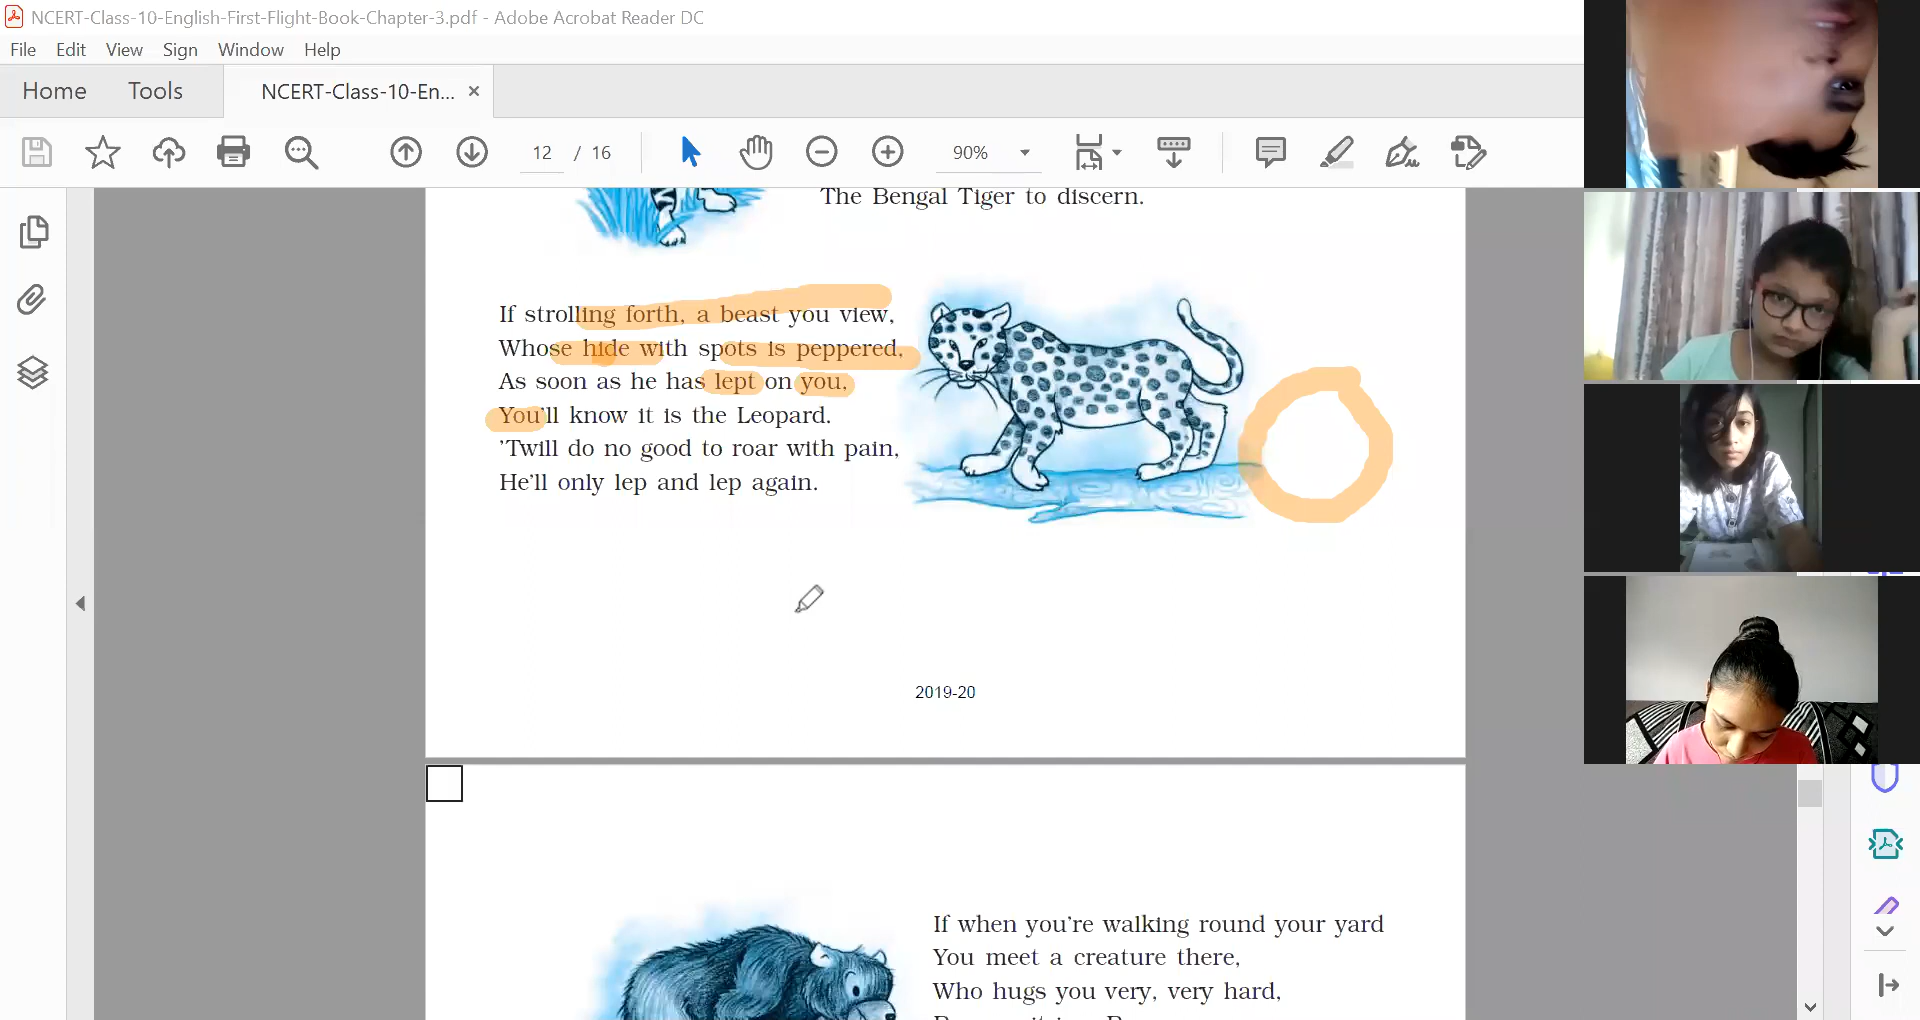 NCERT-Class-10-English-First-Flight-Book-Chapter-3.pdf - Adobe Acrobat Reader DC
File Edit View Sign Window Help
Home Tools NCERT-Class-10-En... ×
12 / 16 90%
The Bengal Tiger to discern.
If strolling forth, a beast you view,
Whose hide with spots is peppered,
As soon as he has lept on you,
You'll know it is the Leopard.
'Twill do no good to roar with pain,
He'll only lep and lep again.
2019-20
If when you're walking round your yard
You meet a creature there,
Who hugs you very, very hard,